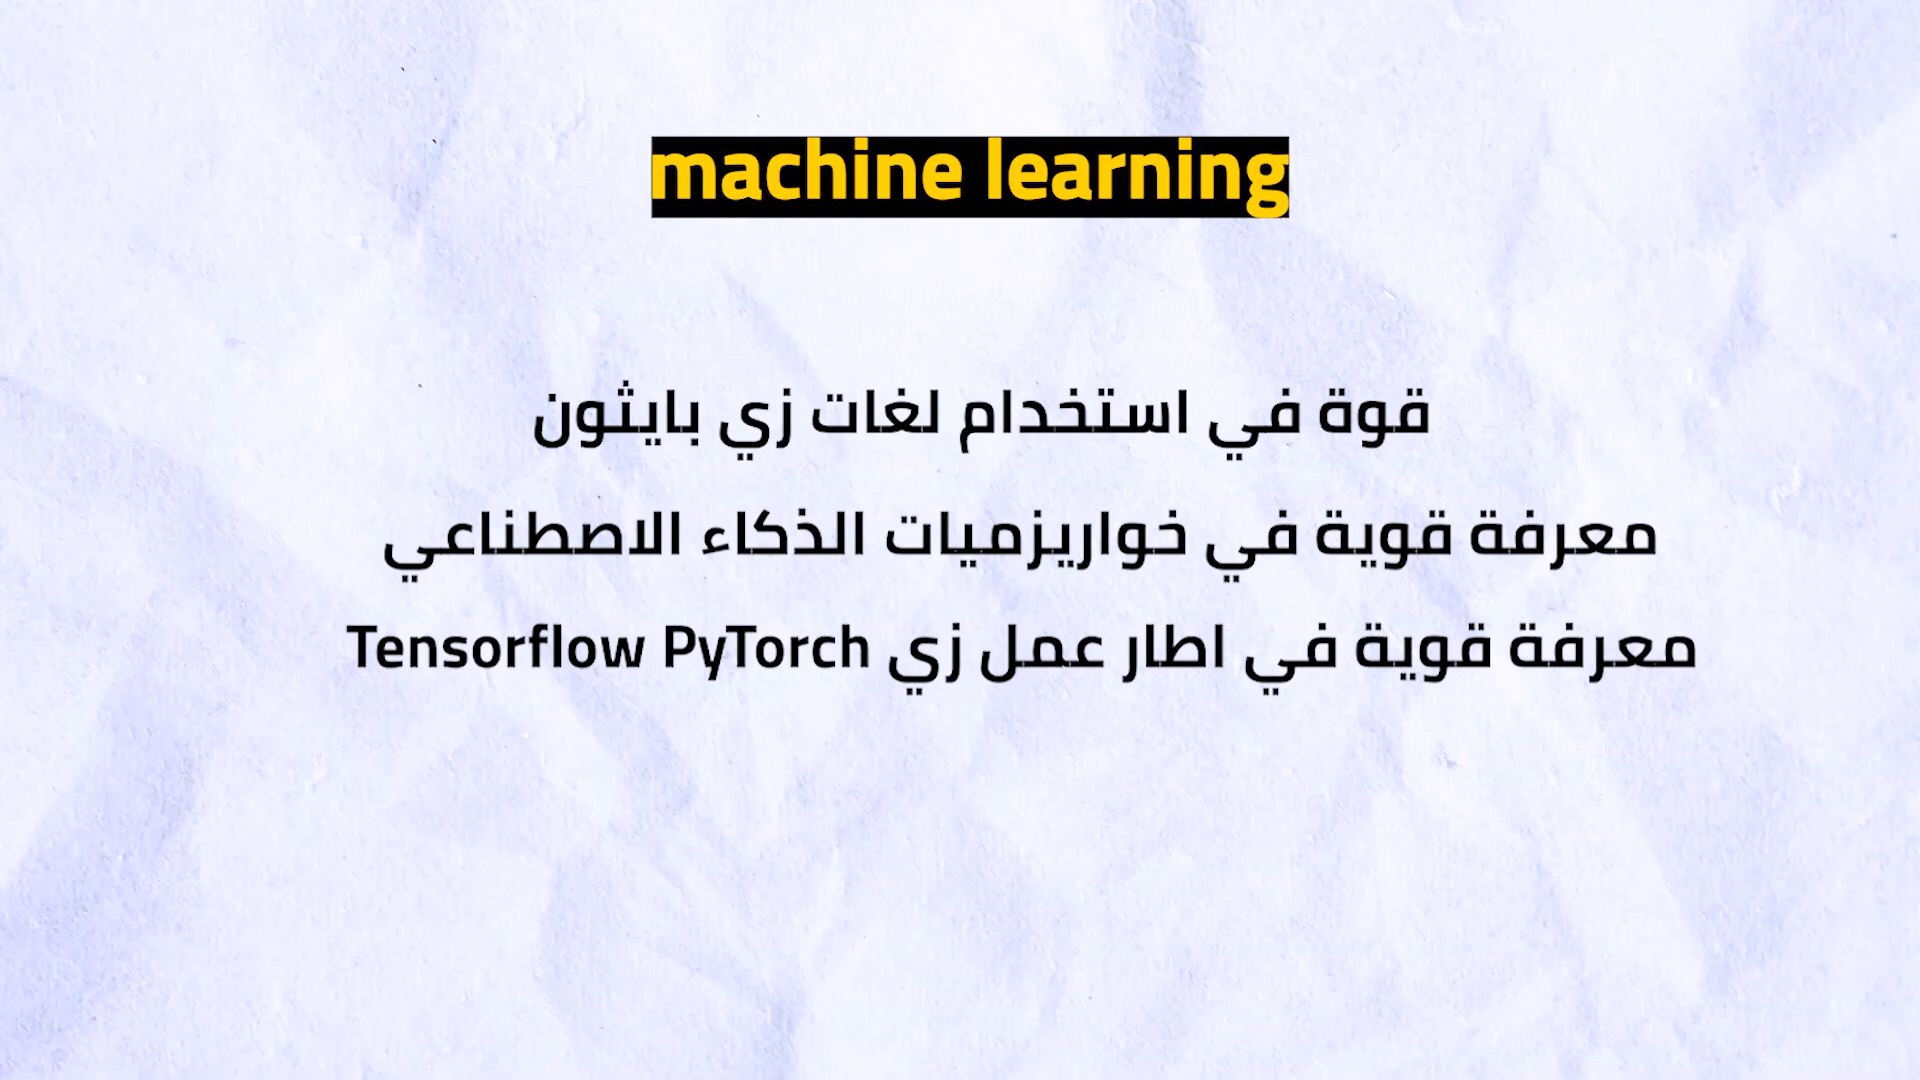 machine learning
قوة في استخدام لغات زي بايثون
معرفة قوية في خواريزميات الذكاء الاصطناعي
معرفة قوية في اطار عمل زي Tensorflow PyTorch